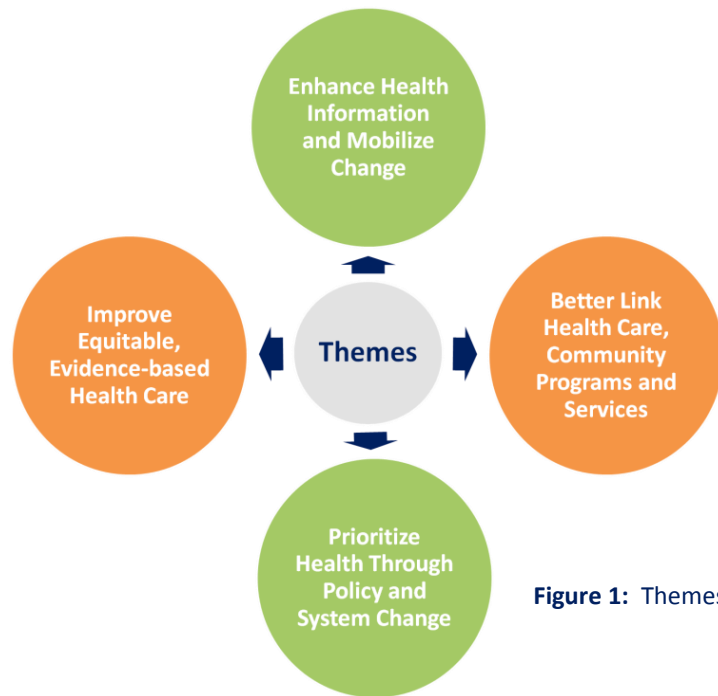 Enhance Health
Information
and Mobilize
Change
Improve
Equitable,
Evidence-based
Health Care
Themes
Better Link
Health Care,
Community
Programs and
Services
Prioritize
Health Through
Policy and
System Change
Figure 1: Themes